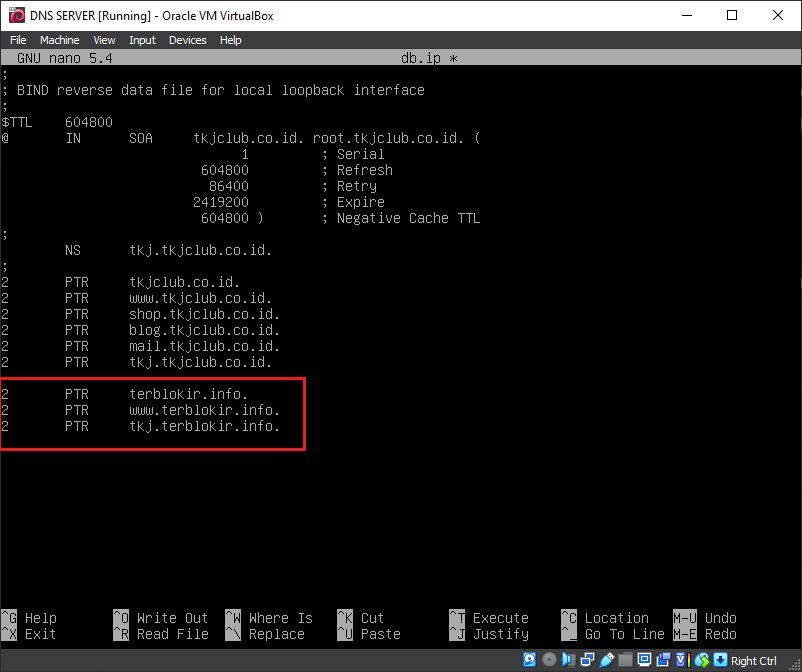 DNS SERVER [Running] - Oracle VM VirtualBox
File Machine View Input Devices Help
GNU nano 5.4 db.ip *
;
; BIND reverse data file for local loopback interface
;
$TTL 604800
@ IN SOA tkjclub.co.id. root.tkjclub.co.id. (
1 ; Serial
604800 ; Refresh
86400 ; Retry
2419200 ; Expire
604800 ) ; Negative Cache TTL
;
NS tkj.tkjclub.co.id.
;
2 PTR tkjclub.co.id.
2 PTR www.tkjclub.co.id.
2 PTR shop.tkjclub.co.id.
2 PTR blog.tkjclub.co.id.
2 PTR mail.tkjclub.co.id.
2 PTR tkj.tkjclub.co.id.
2 PTR terblokir.info.
2 PTR www.terblokir.info.
2 PTR tkj.terblokir.info.
^G Help ^O Write Out ^W Where Is ^K Cut ^T Execute ^C Location M-U Undo
^X Exit ^R Read File ^\ Replace ^U Paste ^J Justify ^_ Go To Line M-E Redo
Right Ctrl